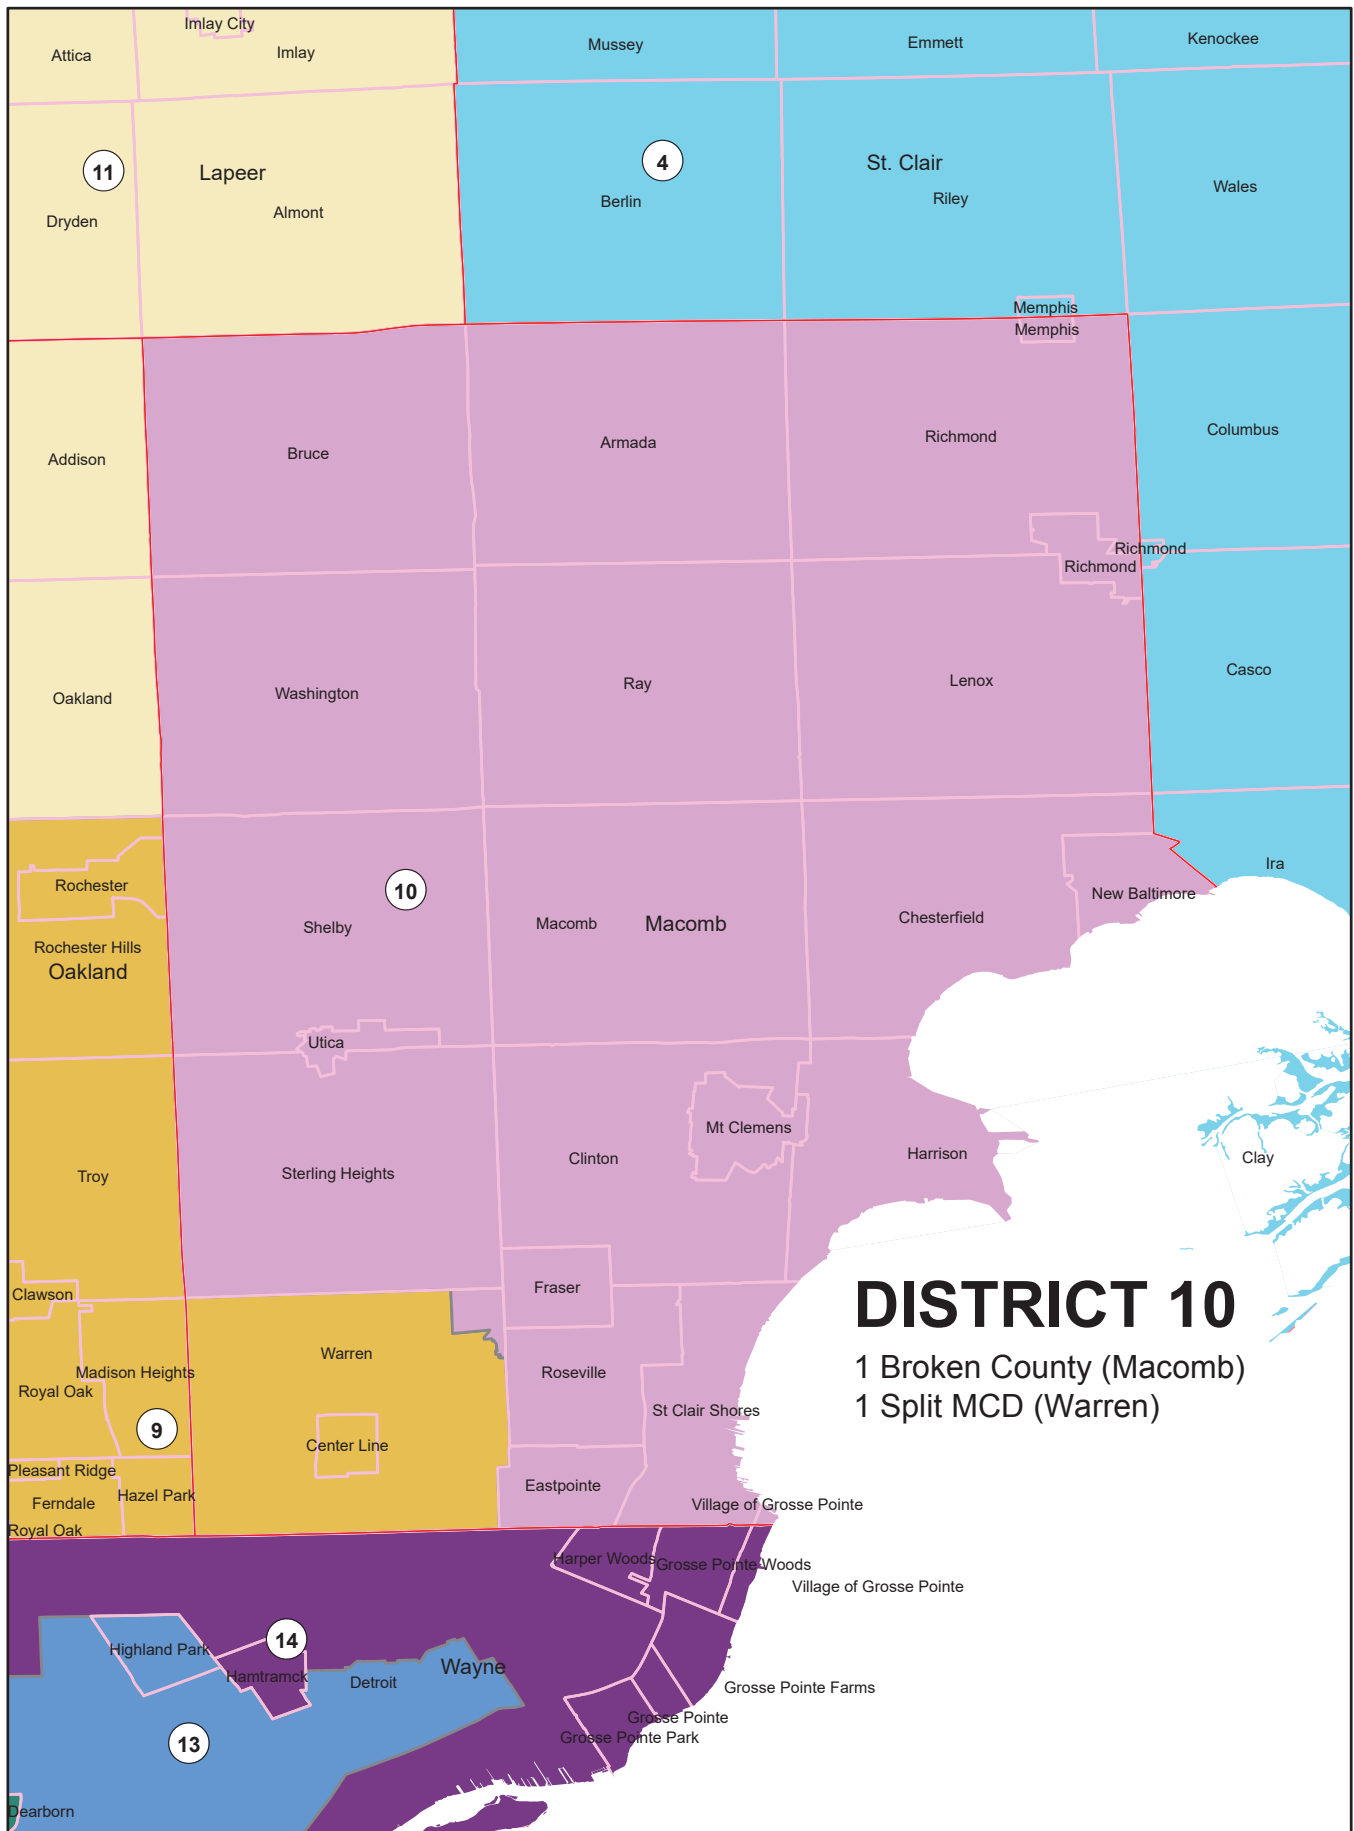 Imlay City
Attica
Imlay
Mussey
Emmett
Kenockee
11
Lapeer
4
St. Clair
Dryden
Almont
Berlin
Riley
Wales
Memphis
Memphis
Addison
Bruce
Armada
Richmond
Columbus
Richmond
Richmond
Oakland
Washington
Ray
Lenox
Casco
Rochester
10
Ira
New Baltimore
Shelby
Macomb
Macomb
Chesterfield
Rochester Hills
Oakland
Utica
Mt Clemens
Troy
Sterling Heights
Clinton
Harrison
Clay
Clawson
Fraser
DISTRICT 10
1 Broken County (Macomb)
1 Split MCD (Warren)
Warren
Madison Heights
Royal Oak
Roseville
St Clair Shores
9
Center Line
Pleasant Ridge
Ferndale
Hazel Park
Eastpointe
Village of Grosse Pointe
Royal Oak
Harper Woods
Grosse Pointe Woods
Village of Grosse Pointe
Highland Park
14
Hamtramck
Detroit
Wayne
Grosse Pointe Farms
Grosse Pointe
Grosse Pointe Park
13
Dearborn